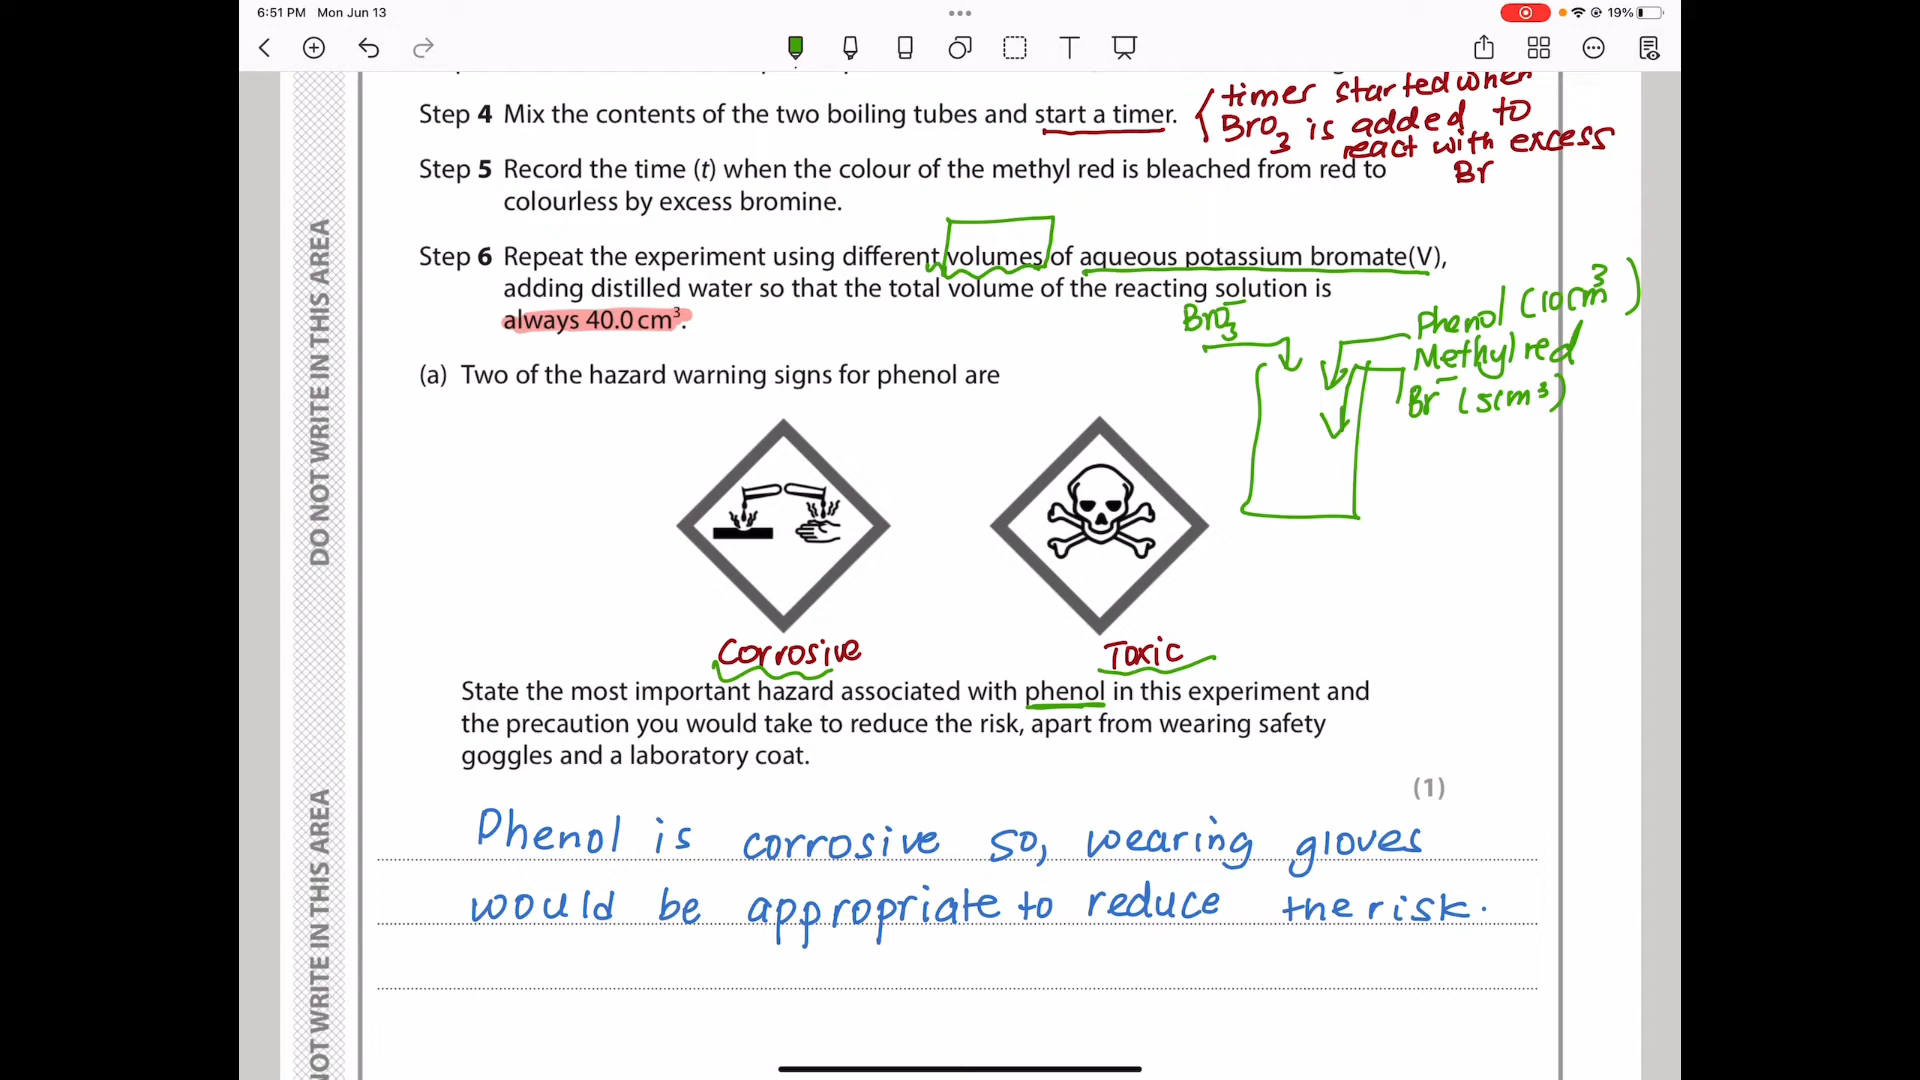 6:51 PM Mon Jun 13
19%
timer started when
Step 4 Mix the contents of the two boiling tubes and start a timer.
BrO3 is added to
react with excess
Br
Step 5 Record the time (t) when the colour of the methyl red is bleached from red to
colourless by excess bromine.
Step 6 Repeat the experiment using different volumes of aqueous potassium bromate(V),
adding distilled water so that the total volume of the reacting solution is
always 40.0 cm³.
BrO3⁻
Phenol (10cm³)
Methyl red
Br⁻ (5cm³)
(a) Two of the hazard warning signs for phenol are
Corrosive
Toxic
State the most important hazard associated with phenol in this experiment and
the precaution you would take to reduce the risk, apart from wearing safety
goggles and a laboratory coat.
(1)
Phenol is corrosive so, wearing gloves
would be appropriate to reduce the risk.
DO NOT WRITE IN THIS AREA
NOT WRITE IN THIS AREA